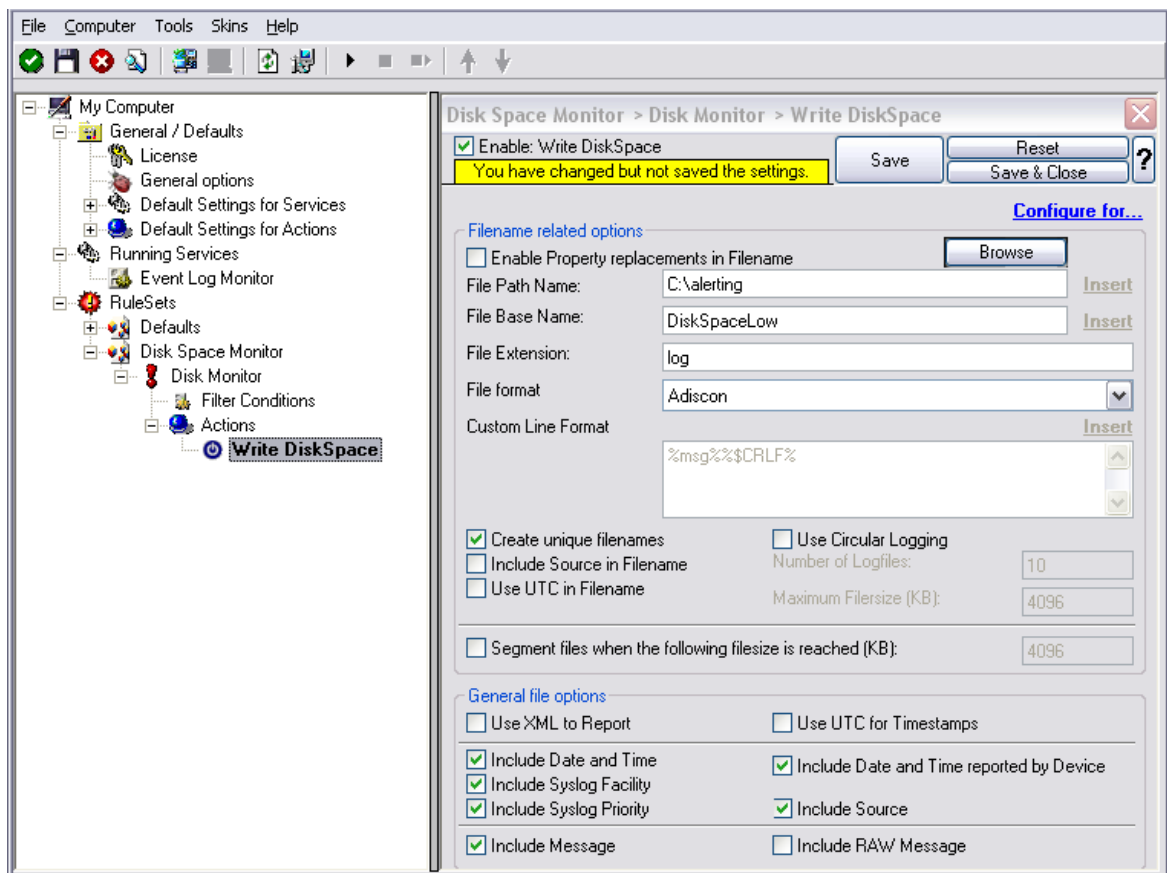 File Computer Tools Skins Help
My Computer
General / Defaults
License
General options
Default Settings for Services
Default Settings for Actions
Running Services
Event Log Monitor
RuleSets
Defaults
Disk Space Monitor
Disk Monitor
Filter Conditions
Actions
Write DiskSpace
Disk Space Monitor > Disk Monitor > Write DiskSpace
Enable: Write DiskSpace
You have changed but not saved the settings.
Save
Reset
Save & Close
?
Configure for...
Filename related options
Enable Property replacements in Filename
Browse
File Path Name: C:\alerting Insert
File Base Name: DiskSpaceLow Insert
File Extension: log
File format Adiscon
Custom Line Format Insert
%msg%%$CRLF%
Create unique filenames Use Circular Logging
Include Source in Filename Number of Logfiles: 10
Use UTC in Filename Maximum Filersize (KB): 4096
Segment files when the following filesize is reached (KB): 4096
General file options
Use XML to Report Use UTC for Timestamps
Include Date and Time Include Date and Time reported by Device
Include Syslog Facility
Include Syslog Priority Include Source
Include Message Include RAW Message